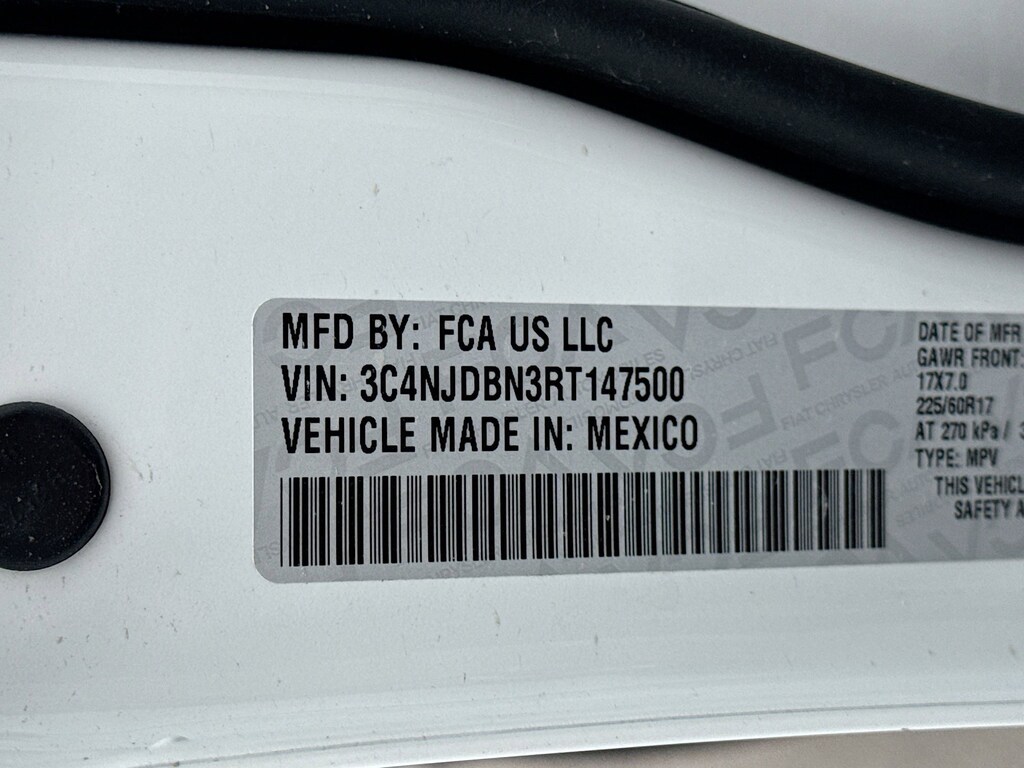 MFD BY: FCA US LLC
VIN: 3C4NJDBN3RT147500
VEHICLE MADE IN: MEXICO
DATE OF MFR
GAWR FRONT:
17X7.0
225/60R17
AT 270 kPa / 3
TYPE: MPV
THIS VEHICL
SAFETY A